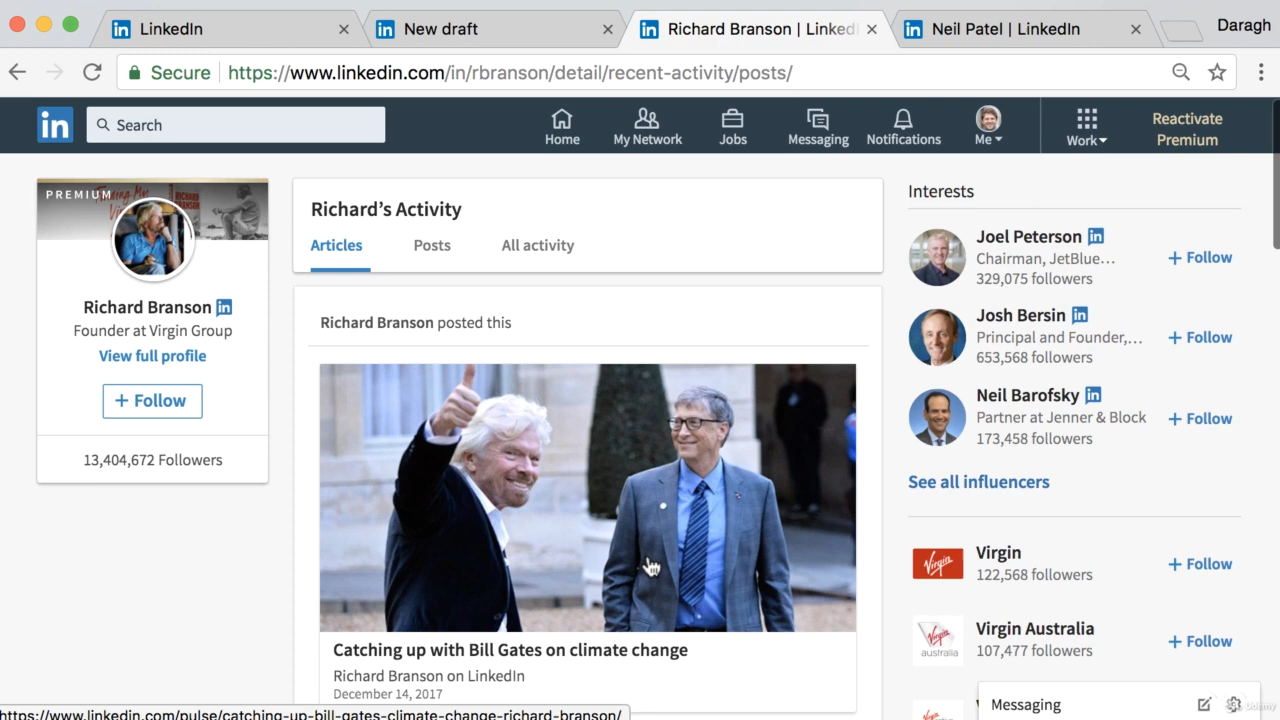 LinkedIn
New draft
Richard Branson | Linked
Neil Patel | LinkedIn
Daragh
Secure
https://www.linkedin.com/in/rbranson/detail/recent-activity/posts/
in
Search
Home
My Network
Jobs
Messaging
Notifications
Me
Work
Reactivate
Premium
PREMIUM
Richard Branson in
Founder at Virgin Group
View full profile
+ Follow
13,404,672 Followers
Richard’s Activity
Articles
Posts
All activity
Richard Branson posted this
Catching up with Bill Gates on climate change
Richard Branson on LinkedIn
December 14, 2017
Interests
Joel Peterson in
Chairman, JetBlue…
329,075 followers
+ Follow
Josh Bersin in
Principal and Founder,…
653,568 followers
+ Follow
Neil Barofsky in
Partner at Jenner & Block
173,458 followers
+ Follow
See all influencers
Virgin
Virgin
122,568 followers
+ Follow
Virgin
australia
Virgin Australia
107,477 followers
+ Follow
Messaging
Udemy
https://www.linkedin.com/pulse/catching-up-bill-gates-climate-change-richard-branson/